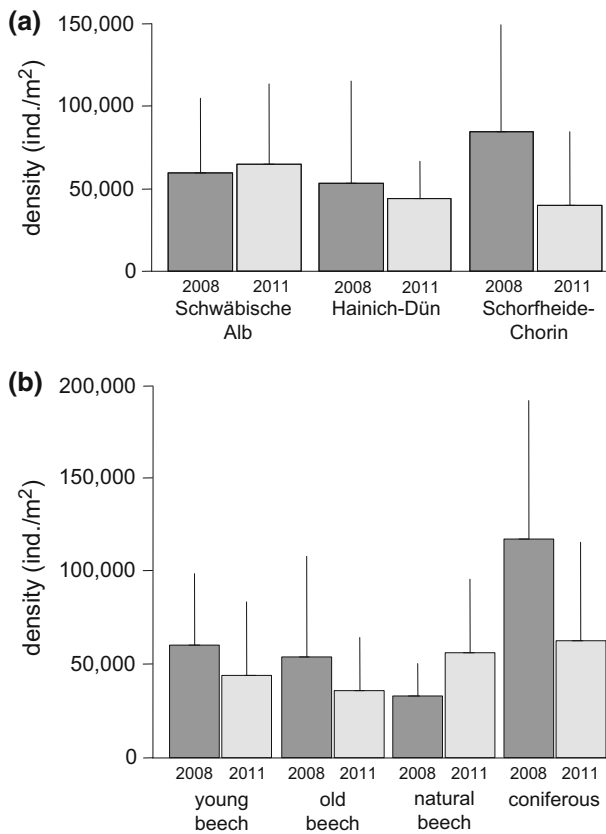 (a)
density (ind./m²)
150,000
100,000
50,000
0
2008 2011 2008 2011 2008 2011
Schwäbische Hainich-Dün Schorfheide-
Alb Chorin
(b)
density (ind./m²)
200,000
150,000
100,000
50,000
0
2008 2011 2008 2011 2008 2011 2008 2011
young old natural coniferous
beech beech beech